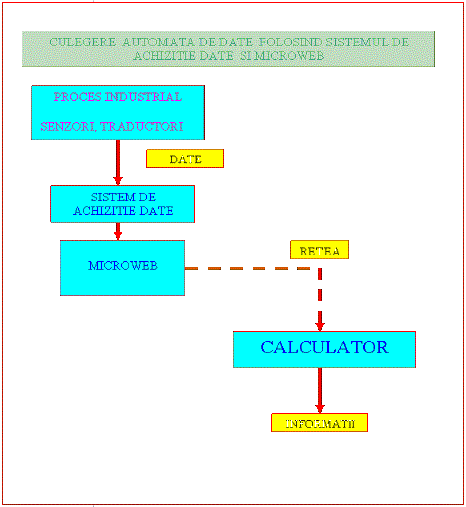 CULEGERE AUTOMATA DE DATE FOLOSIND SISTEMUL DE
ACHIZITIE DATE SI MICROWEB
PROCES INDUSTRIAL
SENZORI, TRADUCTORI
DATE
SISTEM DE
ACHIZITIE DATE
MICROWEB
RETEA
CALCULATOR
INFORMATII